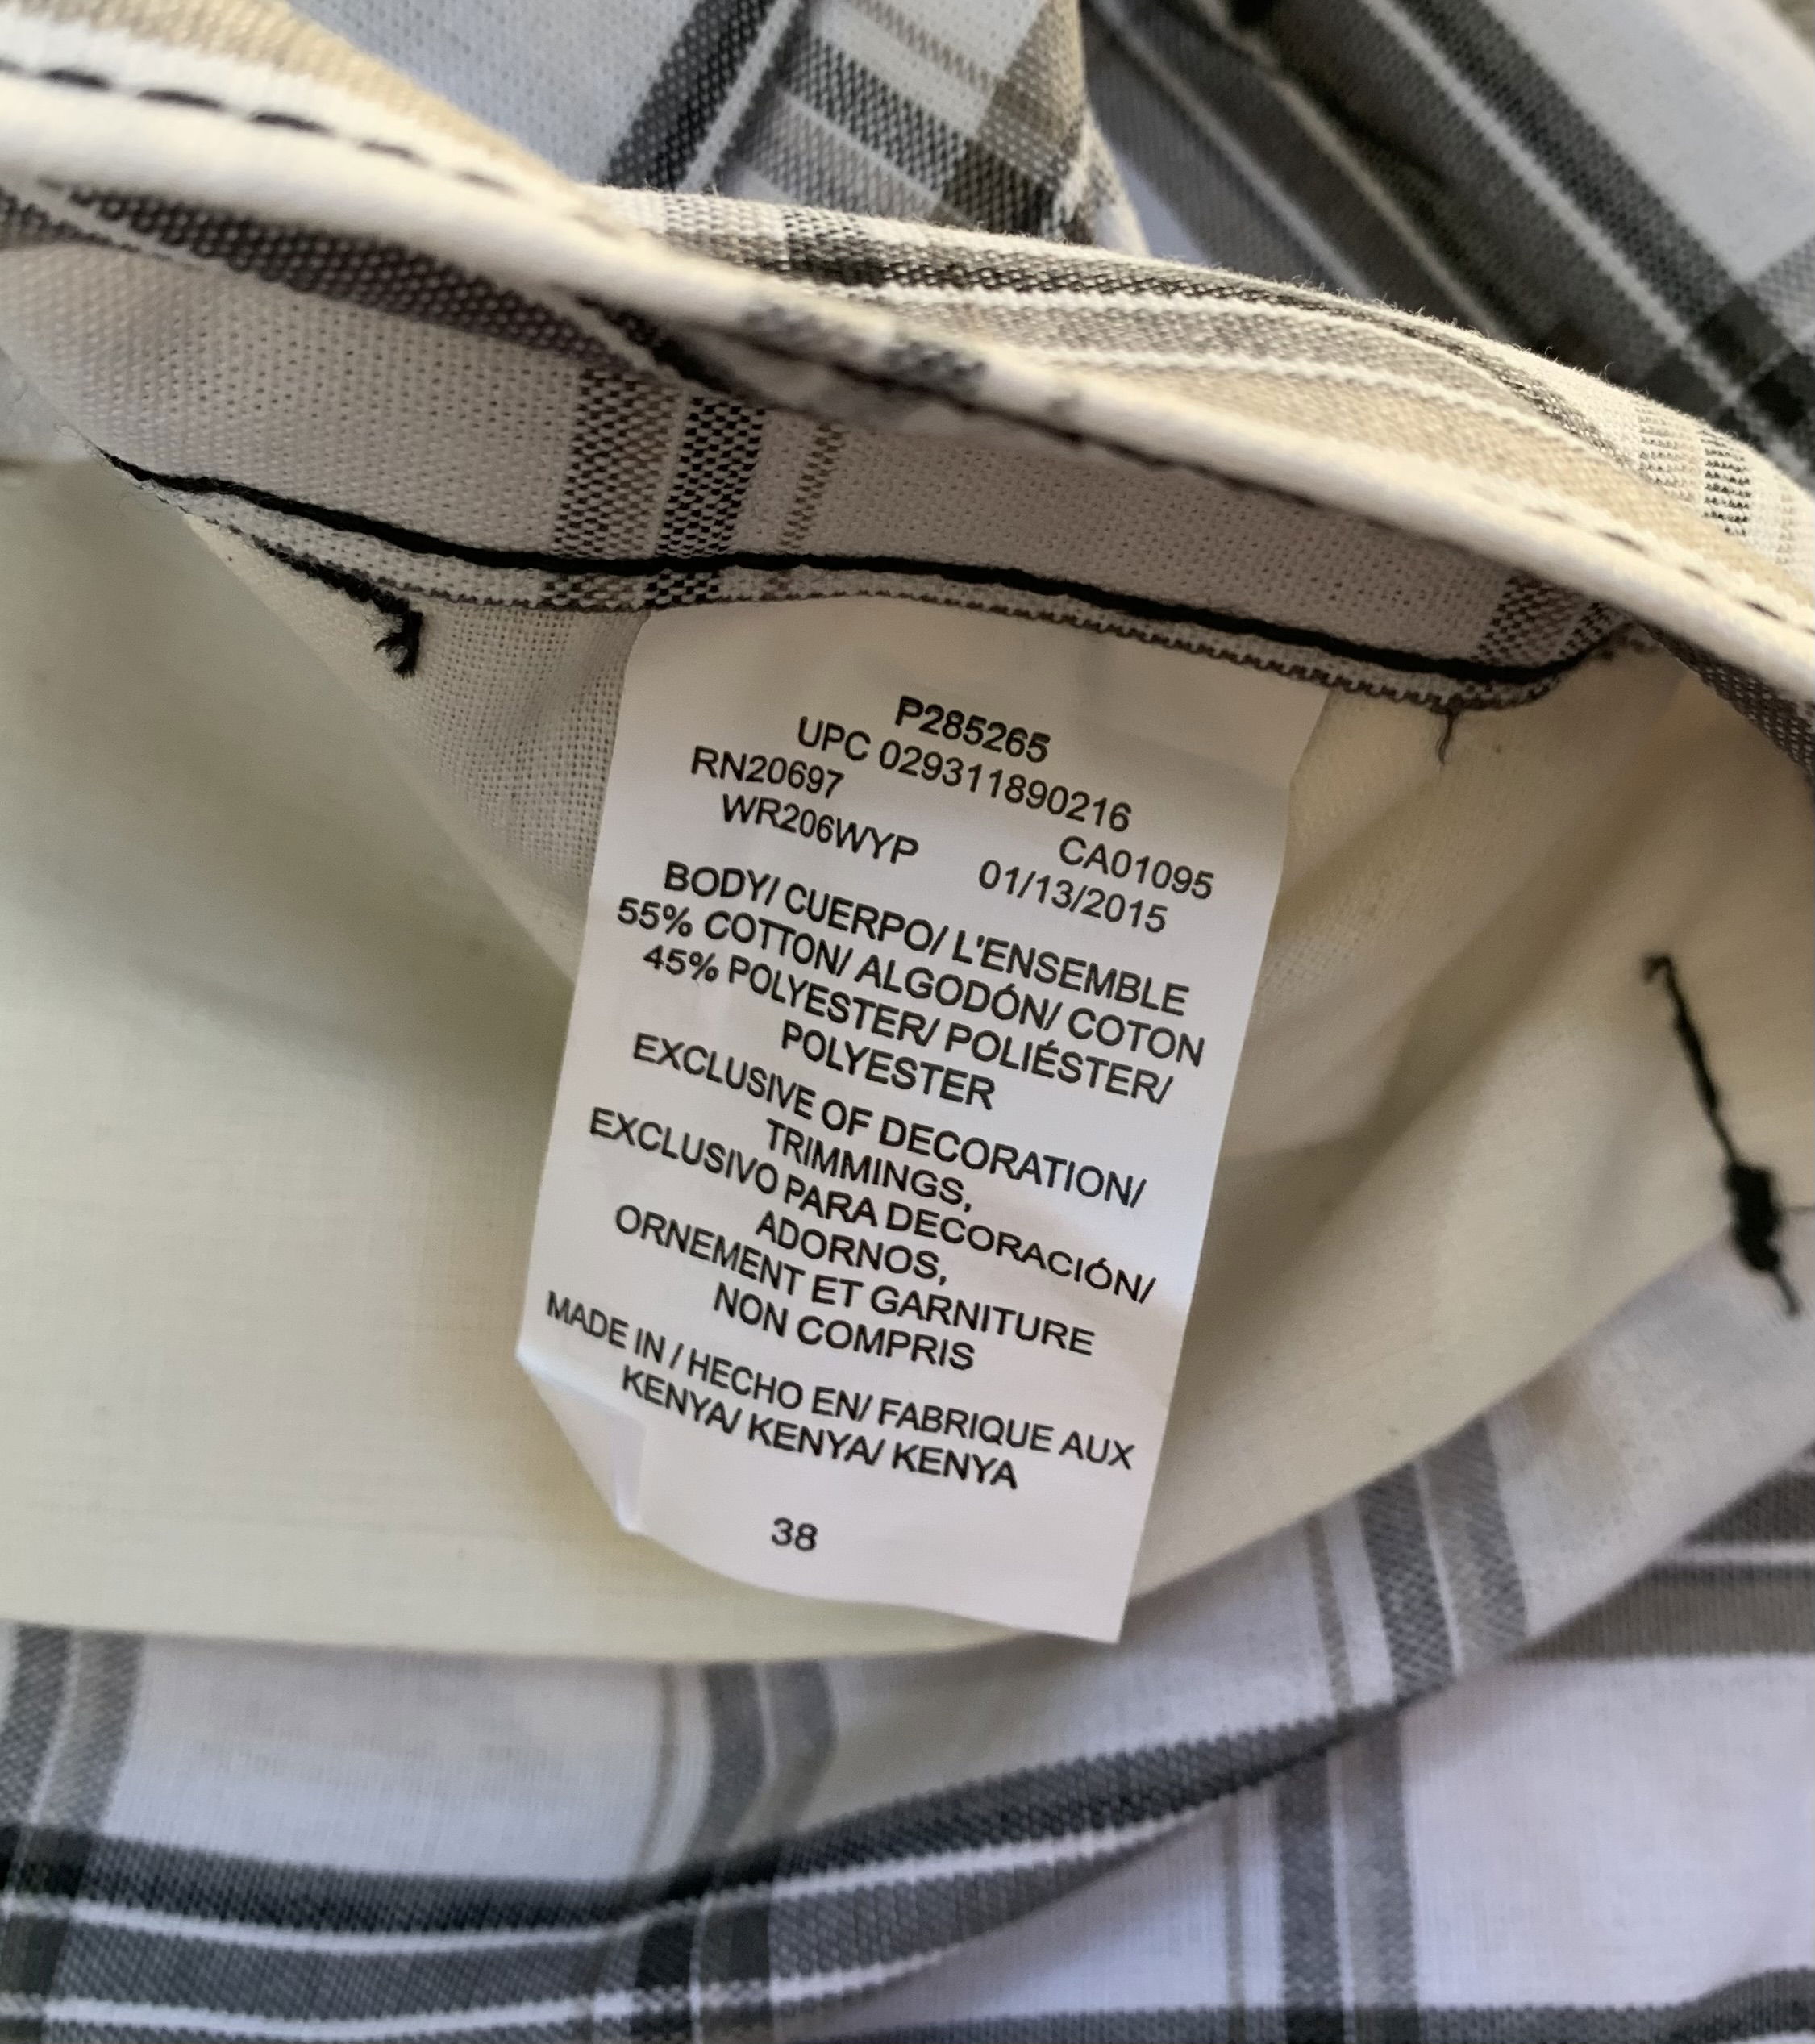 P285265
UPC 029311890216
RN20697 CA01095
WR206WYP 01/13/2015
BODY/ CUERPO/ L'ENSEMBLE
55% COTTON/ ALGODÓN/ COTON
45% POLYESTER/ POLIÉSTER/
POLYESTER
EXCLUSIVE OF DECORATION/
TRIMMINGS,
EXCLUSIVO PARA DECORACIÓN/
ADORNOS,
ORNEMENT ET GARNITURE
NON COMPRIS
MADE IN / HECHO EN/ FABRIQUE AUX
KENYA/ KENYA/ KENYA
38